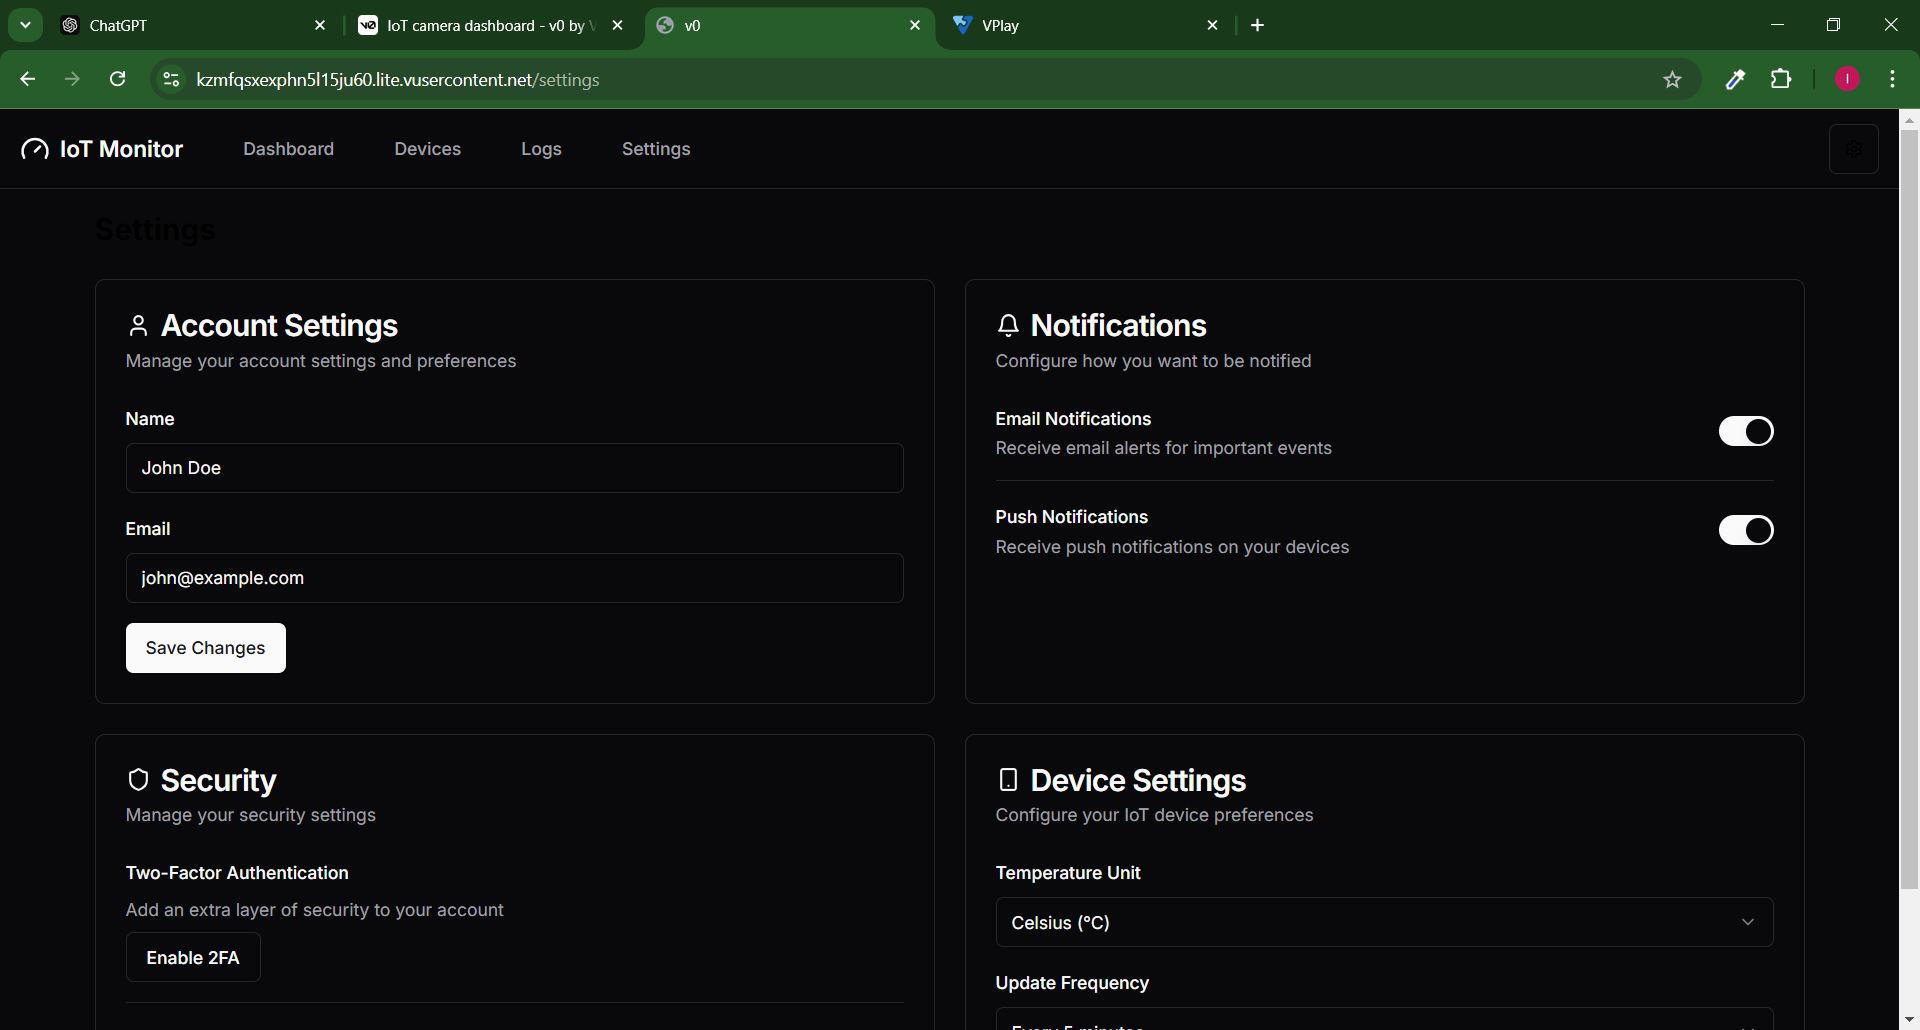 ChatGPT
IoT camera dashboard - v0 by
v0
VPlay
kzmfqsxexphn5l15ju60.lite.vusercontent.net/settings
I
IoT Monitor
Dashboard
Devices
Logs
Settings
Settings
Account Settings
Manage your account settings and preferences
Name
John Doe
Email
john@example.com
Save Changes
Notifications
Configure how you want to be notified
Email Notifications
Receive email alerts for important events
Push Notifications
Receive push notifications on your devices
Security
Manage your security settings
Two-Factor Authentication
Add an extra layer of security to your account
Enable 2FA
Device Settings
Configure your IoT device preferences
Temperature Unit
Celsius (°C)
Update Frequency
Every 5 minutes